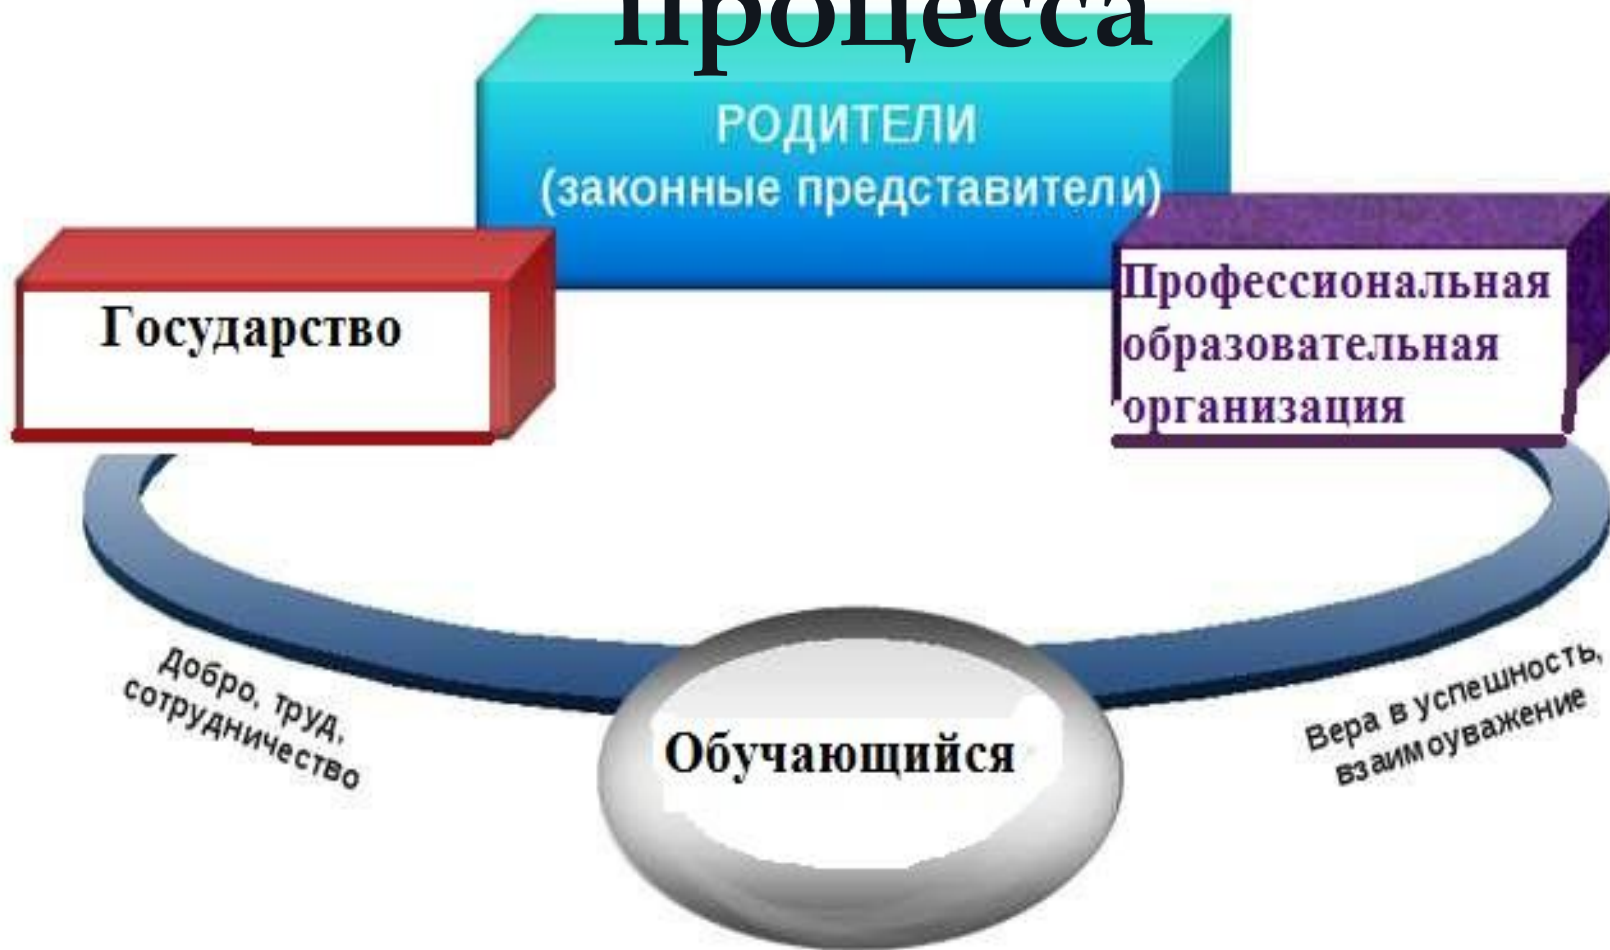 процесса
РОДИТЕЛИ
(законные представители)
Государство
Профессиональная
образовательная
организация
Добро, труд,
сотрудничество
Обучающийся
Вера в успешность,
взаимоуважение